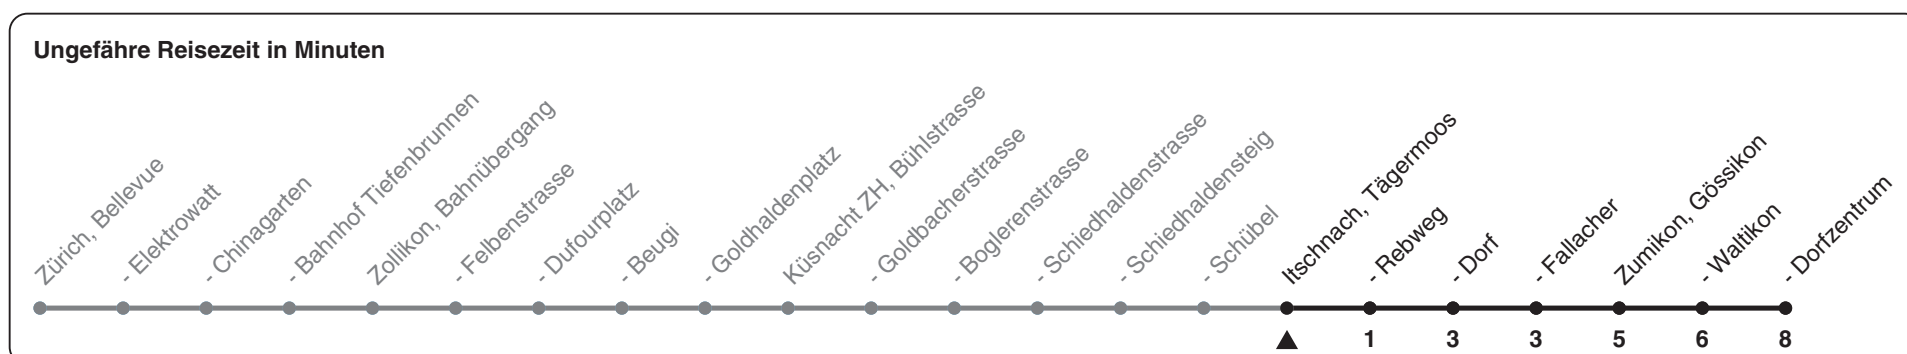 Ungefähre Reisezeit in Minuten
Zürich, Bellevue
- Elektrowatt
- Chinagarten
- Bahnhof Tiefenbrunnen
Zollikon, Bahnübergang
- Felbenstrasse
- Dufourplatz
- Beugi
- Goldhaldenplatz
Küsnacht ZH, Bühlstrasse
- Goldbacherstrasse
- Boglerenstrasse
- Schiedhaldenstrasse
- Schiedhaldensteig
- Schübel
Itschnach, Tägermoos
- Rebweg
- Dorf
- Fallacher
Zumikon, Gössikon
- Waltikon
- Dorfzentrum
1 3 3 5 6 8